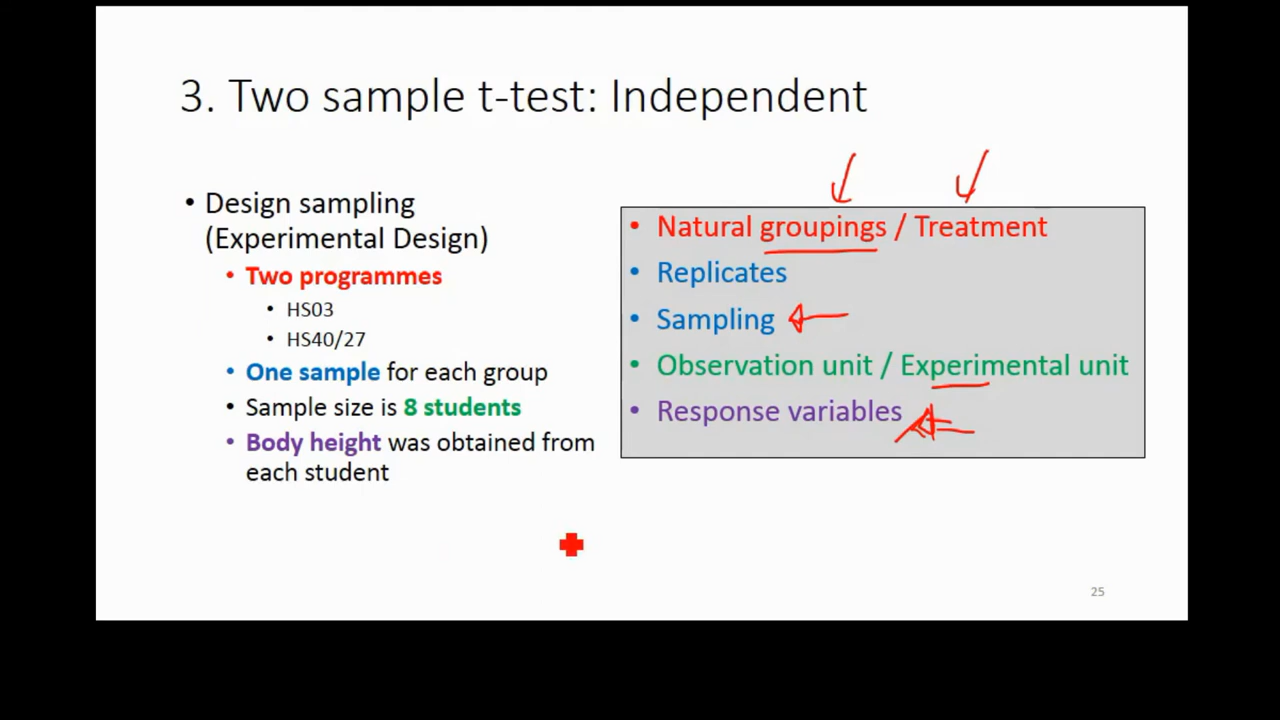 3. Two sample t-test: Independent
• Design sampling
(Experimental Design)
• Two programmes
• HS03
• HS40/27
• One sample for each group
• Sample size is 8 students
• Body height was obtained from
each student
• Natural groupings / Treatment
• Replicates
• Sampling
• Observation unit / Experimental unit
• Response variables
25